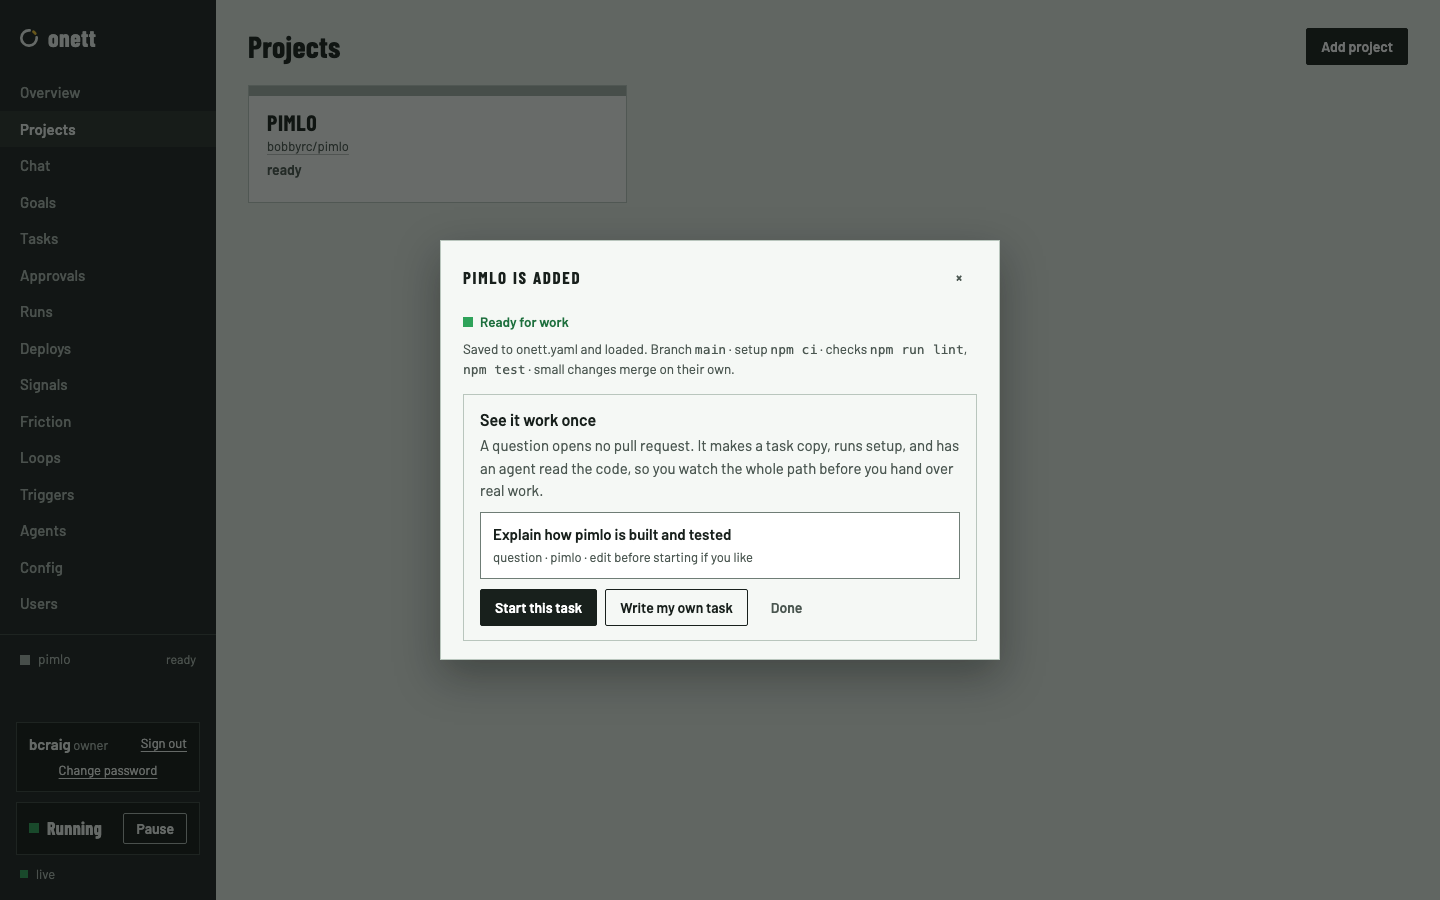 onett
Overview
Projects
Chat
Goals
Tasks
Approvals
Runs
Deploys
Signals
Friction
Loops
Triggers
Agents
Config
Users
pimlo ready
bcraig owner Sign out
Change password
Running Pause
live
Projects
Add project
PIMLO
bobbyrc/pimlo
ready
PIMLO IS ADDED ×
Ready for work
Saved to onett.yaml and loaded. Branch main · setup npm ci · checks npm run lint,
npm test · small changes merge on their own.
See it work once
A question opens no pull request. It makes a task copy, runs setup, and has
an agent read the code, so you watch the whole path before you hand over
real work.
Explain how pimlo is built and tested
question · pimlo · edit before starting if you like
Start this task Write my own task Done